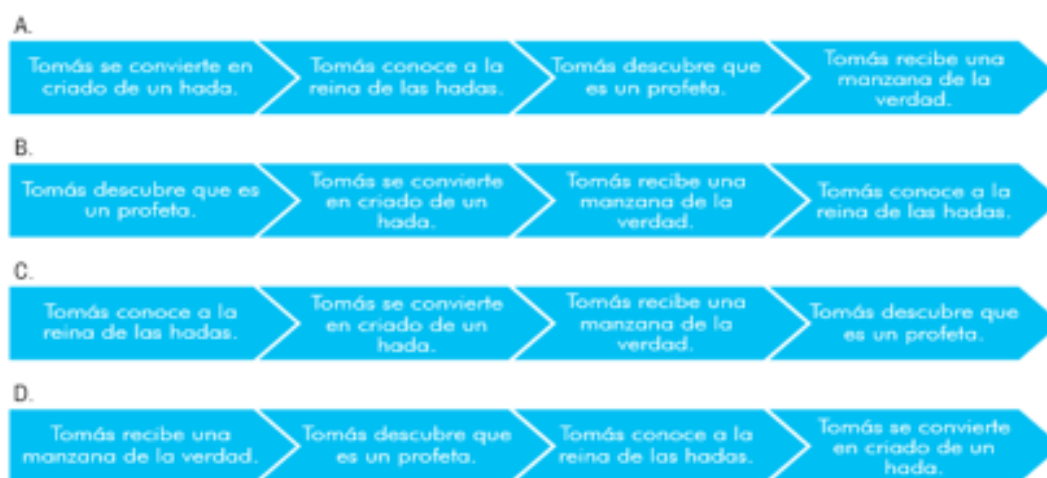 A.
Tomás se convierte en
criado de un hada.
Tomás conoce a la
reina de las hadas.
Tomás descubre que
es un profeta.
Tomás recibe una
manzana de la
verdad.
B.
Tomás descubre que es
un profeta.
Tomás se convierte
en criado de un
hada.
Tomás recibe una
manzana de la
verdad.
Tomás conoce a la
reina de las hadas.
C.
Tomás conoce a la
reina de las hadas.
Tomás se convierte
en criado de un
hada.
Tomás recibe una
manzana de la
verdad.
Tomás descubre que
es un profeta.
D.
Tomás recibe una
manzana de la verdad.
Tomás descubre que
es un profeta.
Tomás conoce a la
reina de las hadas.
Tomás se convierte
en criado de un
hada.